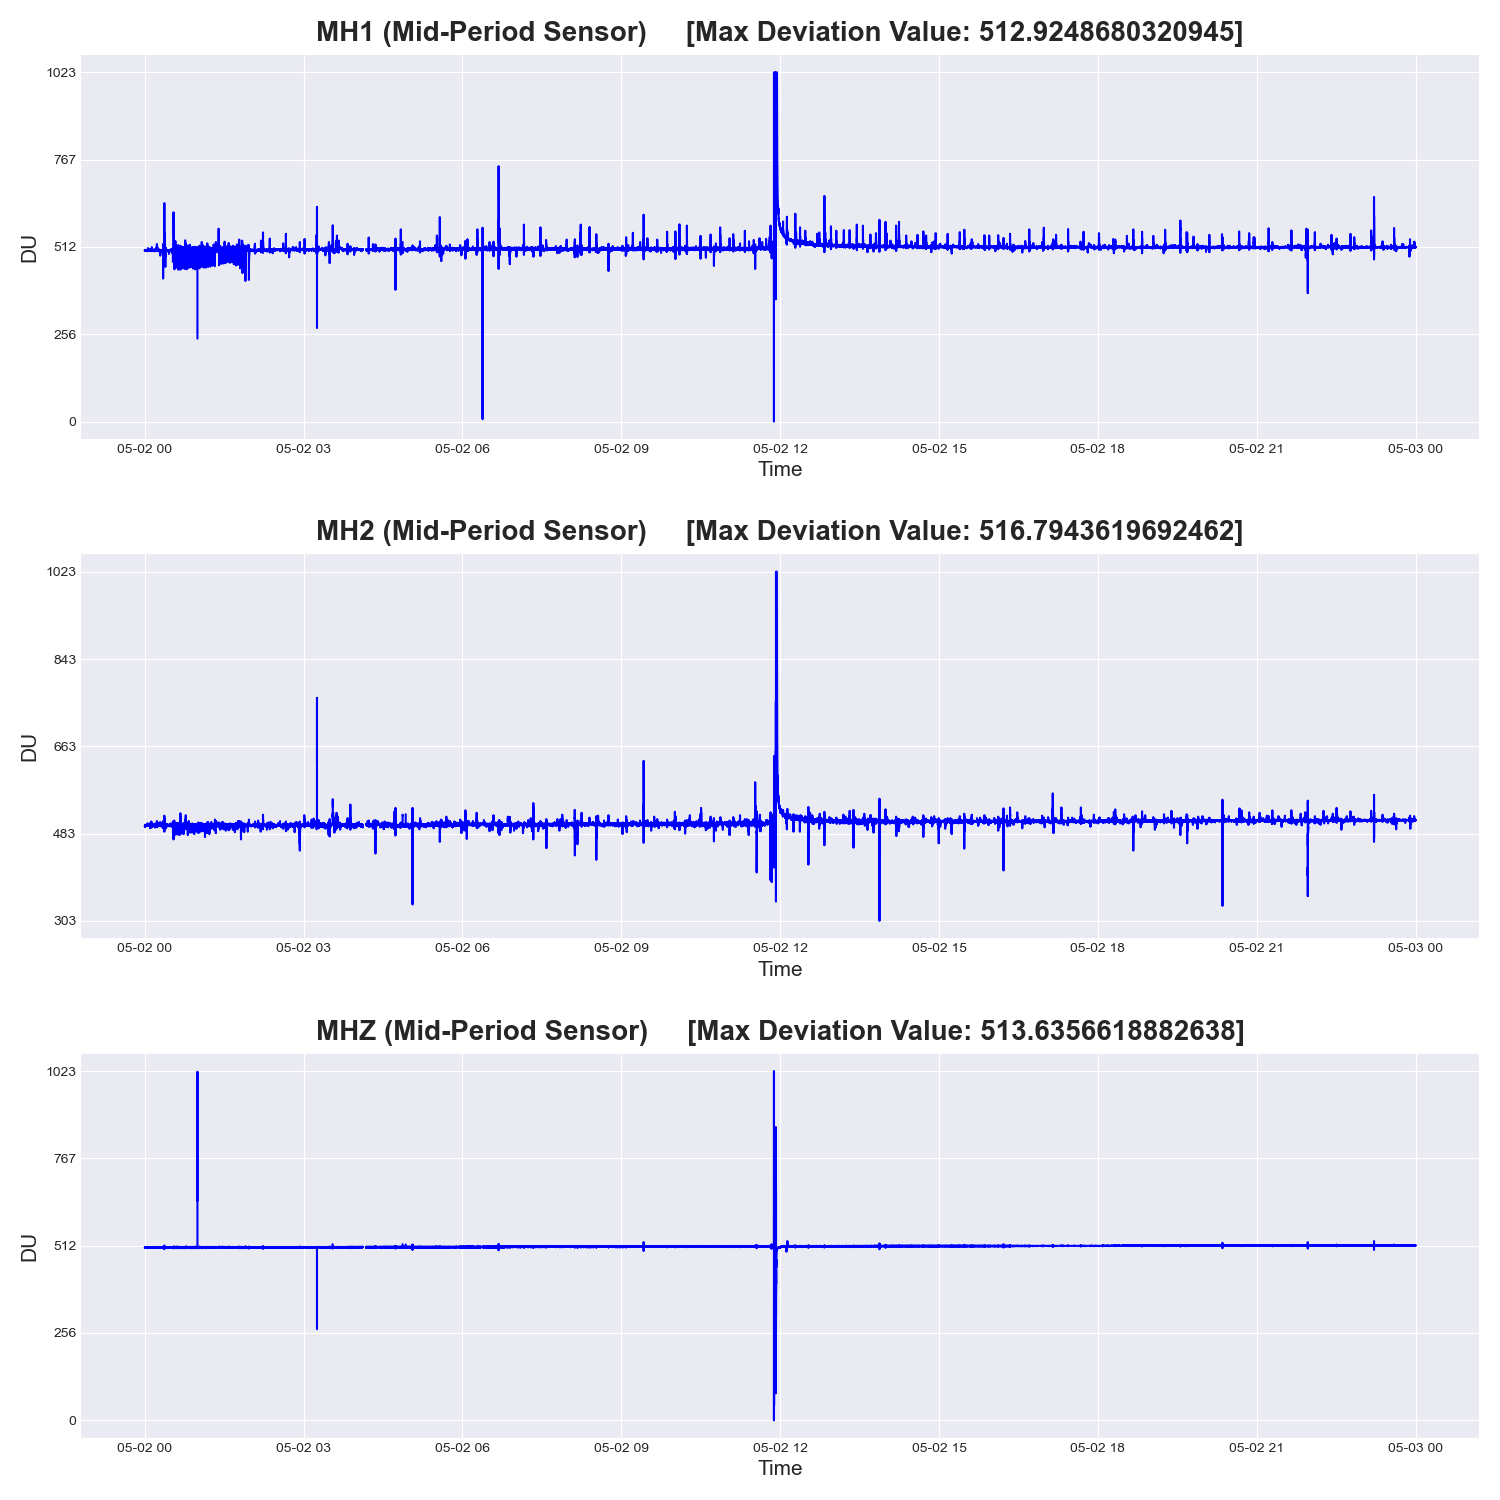 MH1 (Mid-Period Sensor) [Max Deviation Value: 512.9248680320945]
1023
767
512
256
0
DU
05-02 00 05-02 03 05-02 06 05-02 09 05-02 12 05-02 15 05-02 18 05-02 21 05-03 00
Time
MH2 (Mid-Period Sensor) [Max Deviation Value: 516.7943619692462]
1023
843
663
483
303
DU
05-02 00 05-02 03 05-02 06 05-02 09 05-02 12 05-02 15 05-02 18 05-02 21 05-03 00
Time
MHZ (Mid-Period Sensor) [Max Deviation Value: 513.6356618882638]
1023
767
512
256
0
DU
05-02 00 05-02 03 05-02 06 05-02 09 05-02 12 05-02 15 05-02 18 05-02 21 05-03 00
Time